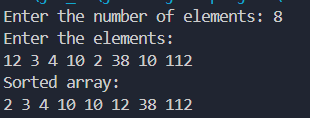 Enter the number of elements: 8
Enter the elements:
12 3 4 10 2 38 10 112
Sorted array:
2 3 4 10 10 12 38 112